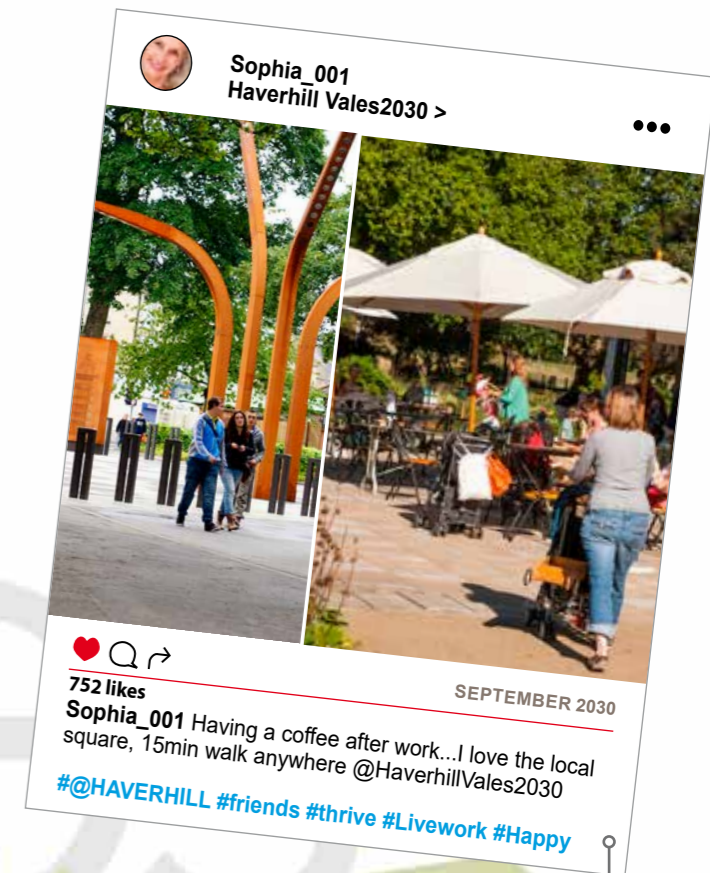 Sophia_001
Haverhill Vales2030 >
752 likes
SEPTEMBER 2030
Sophia_001 Having a coffee after work...I love the local
square, 15min walk anywhere @HaverhillVales2030
#@HAVERHILL #friends #thrive #Livework #Happy